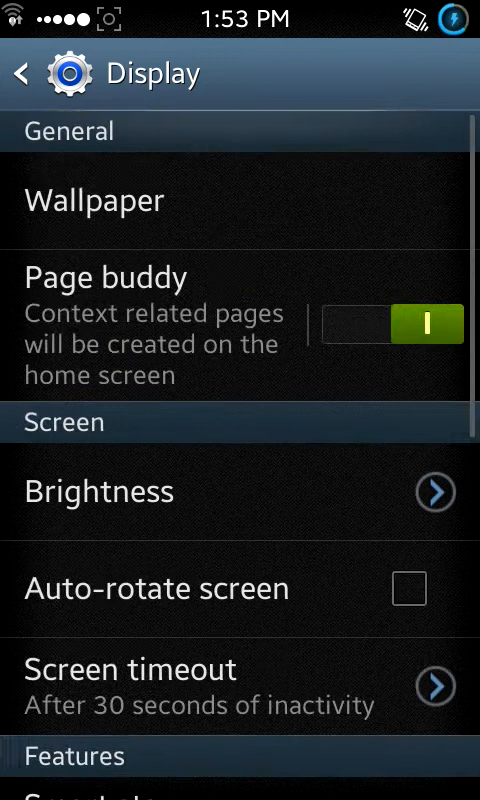 1:53 PM
Display
General
Wallpaper
Page buddy
Context related pages
will be created on the
home screen
Screen
Brightness
Auto-rotate screen
Screen timeout
After 30 seconds of inactivity
Features